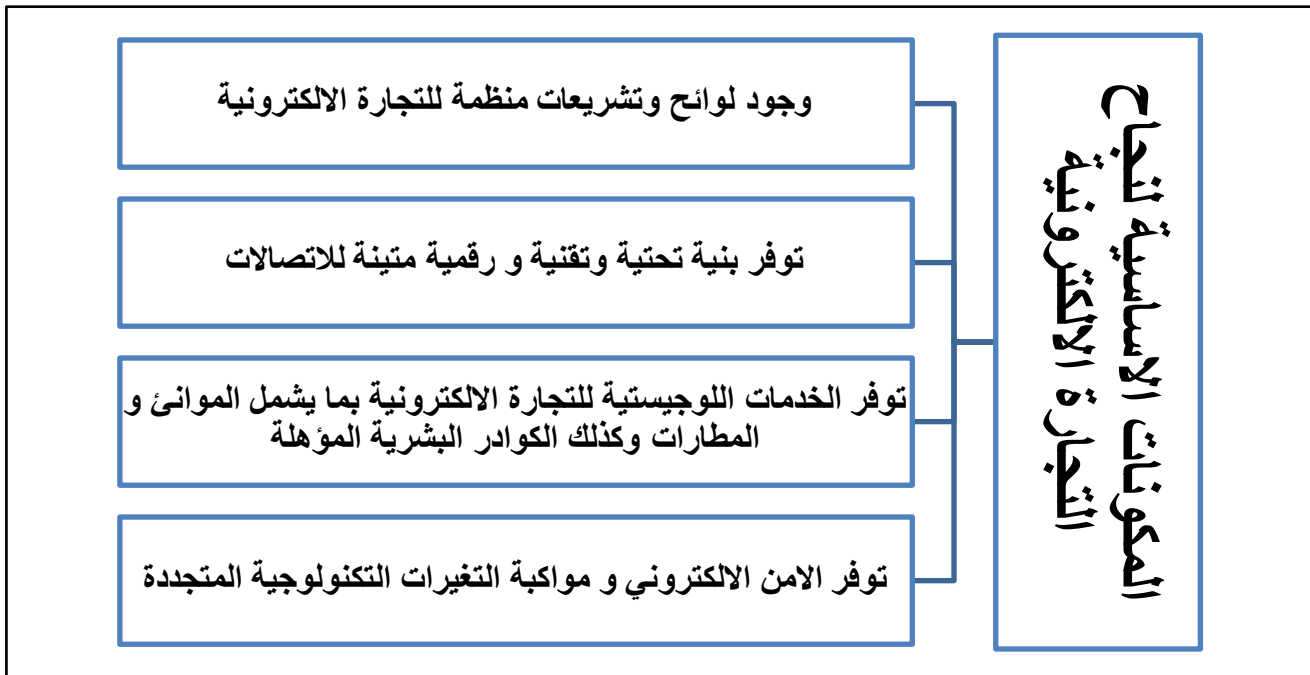 المكونات الاساسية لنجاح
التجارة الالكترونية
وجود لوائح وتشريعات منظمة للتجارة الالكترونية
توفر بنية تحتية وتقنية و رقمية متينة للاتصالات
توفر الخدمات اللوجيستية للتجارة الالكترونية بما يشمل الموانئ و
المطارات وكذلك الكوادر البشرية المؤهلة
توفر الامن الالكتروني و مواكبة التغيرات التكنولوجية المتجددة